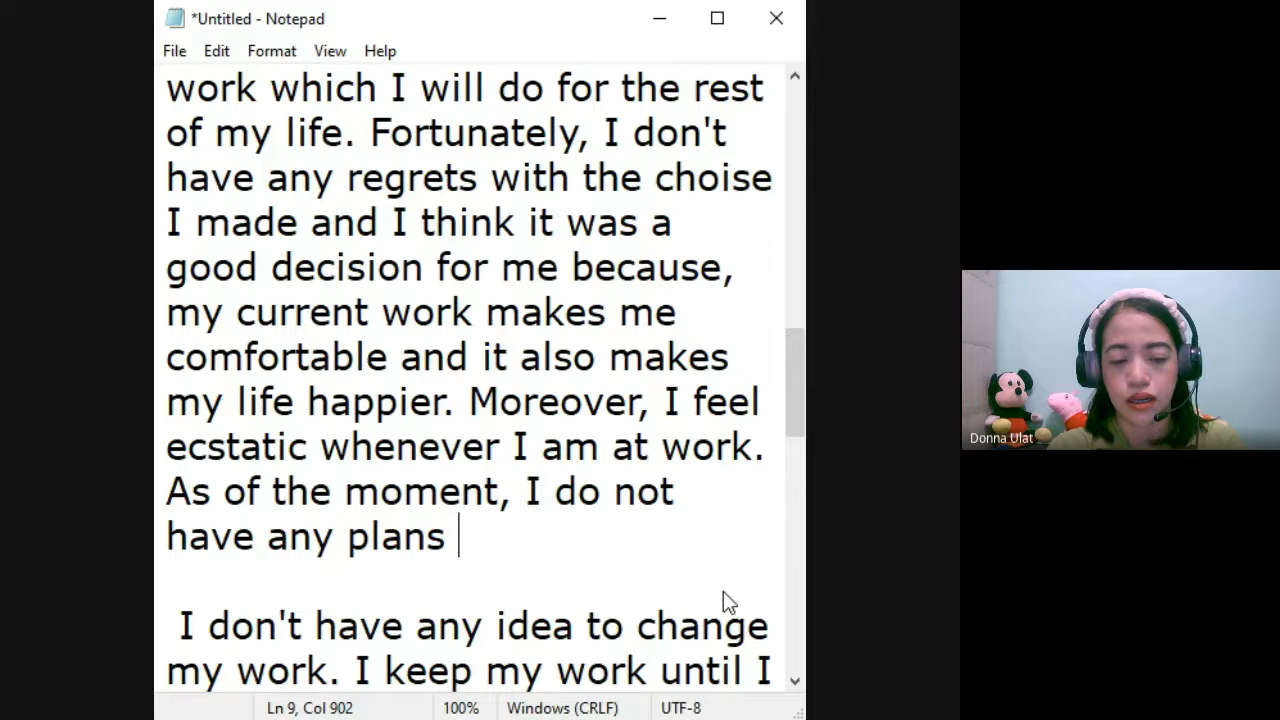 *Untitled - Notepad
File Edit Format View Help
work which I will do for the rest
of my life. Fortunately, I don't
have any regrets with the choise
I made and I think it was a
good decision for me because,
my current work makes me
comfortable and it also makes
my life happier. Moreover, I feel
ecstatic whenever I am at work.
As of the moment, I do not
have any plans
I don't have any idea to change
my work. I keep my work until I
Ln 9, Col 902 100% Windows (CRLF) UTF-8
Donna Ulat